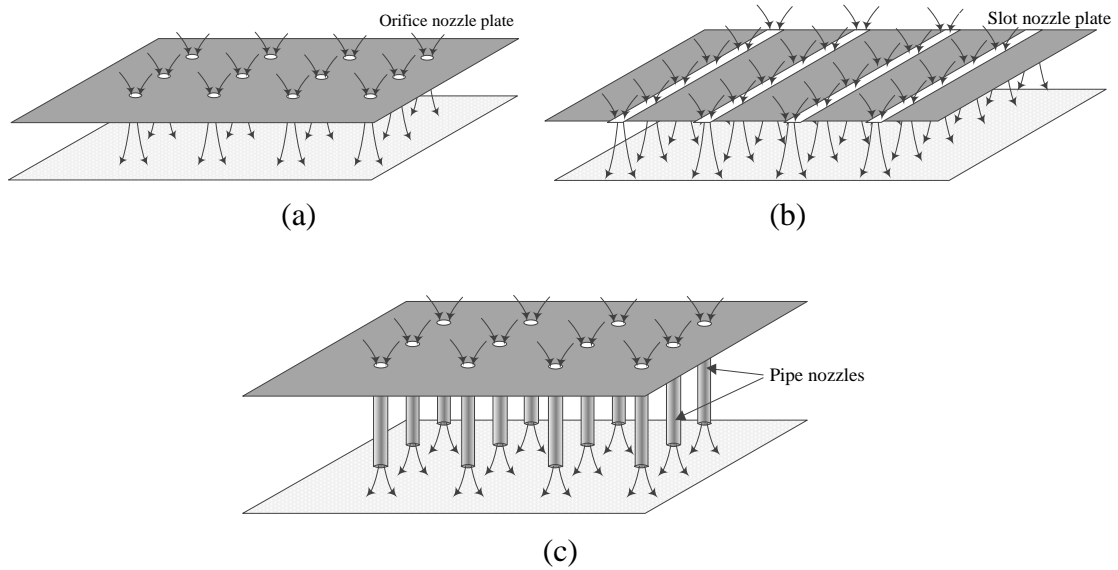 Orifice nozzle plate
Slot nozzle plate
(a)
(b)
Pipe nozzles
(c)